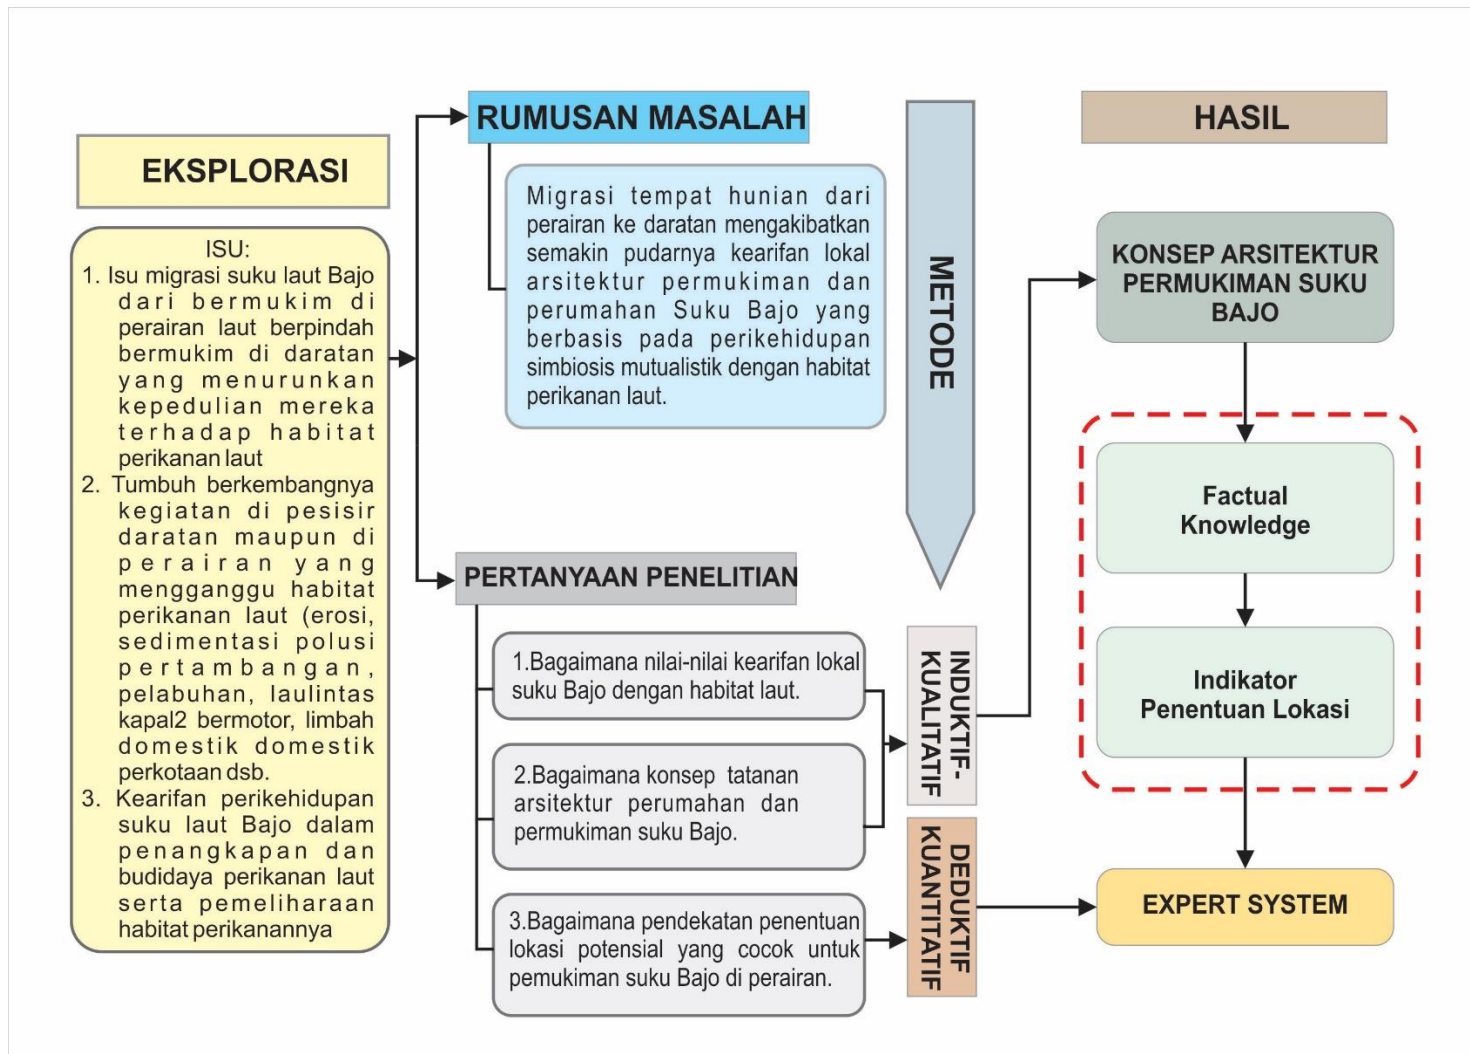 EKSPLORASI
ISU:
1. Isu migrasi suku laut Bajo
dari bermukim di
perairan laut berpindah
bermukim di daratan
yang menurunkan
kepedulian mereka
terhadap habitat
perikanan laut
2. Tumbuh berkembangnya
kegiatan di pesisir
daratan maupun di
perairan yang
mengganggu habitat
perikanan laut (erosi,
sedimentasi polusi
pertambangan,
pelabuhan, laulintas
kapal2 bermotor, limbah
domestik domestik
perkotaan dsb.
3. Kearifan perikehidupan
suku laut Bajo dalam
penangkapan dan
budidaya perikanan laut
serta pemeliharaan
habitat perikanannya
RUMUSAN MASALAH
Migrasi tempat hunian dari
perairan ke daratan mengakibatkan
semakin pudarnya kearifan lokal
arsitektur permukiman dan
perumahan Suku Bajo yang
berbasis pada perikehidupan
simbiosis mutualistik dengan habitat
perikanan laut.
PERTANYAAN PENELITIAN
1.Bagaimana nilai-nilai kearifan lokal
suku Bajo dengan habitat laut.
2.Bagaimana konsep tatanan
arsitektur perumahan dan
permukiman suku Bajo.
3.Bagaimana pendekatan penentuan
lokasi potensial yang cocok untuk
pemukiman suku Bajo di perairan.
METODE
INDUKTIF-
KUALITATIF
DEDUKTIF
KUANTITATIF
HASIL
KONSEP ARSITEKTUR
PERMUKIMAN SUKU
BAJO
Factual
Knowledge
Indikator
Penentuan Lokasi
EXPERT SYSTEM